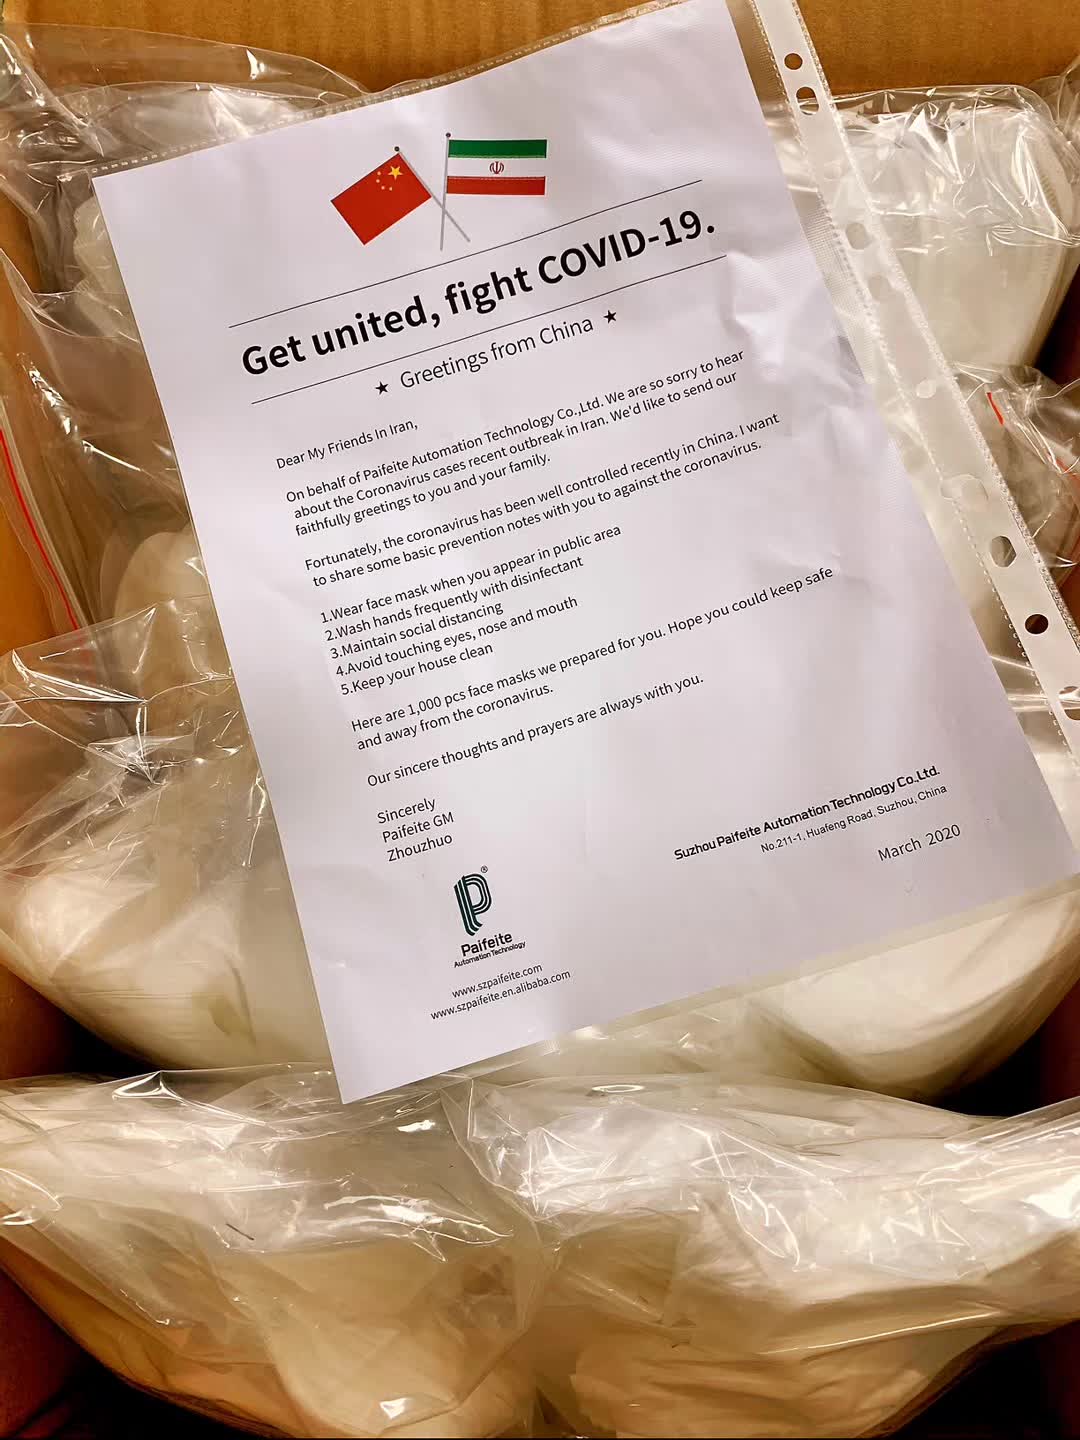 Get united, fight COVID-19.
★ Greetings from China ★
Dear My Friends In Iran,
On behalf of Paifeite Automation Technology Co.,Ltd. We are so sorry to hear
about the Coronavirus cases recent outbreak in Iran. We'd like to send our
faithfully greetings to you and your family.
Fortunately, the coronavirus has been well controlled recently in China. I want
to share some basic prevention notes with you to against the coronavirus.
1.Wear face mask when you appear in public area
2.Wash hands frequently with disinfectant
3.Maintain social distancing
4.Avoid touching eyes, nose and mouth
5.Keep your house clean
Here are 1,000 pcs face masks we prepared for you. Hope you could keep safe
and away from the coronavirus.
Our sincere thoughts and prayers are always with you.
Sincerely
Paifeite GM
Zhouzhuo
Suzhou Paifeite Automation Technology Co.,Ltd.
No.211-1, Huafeng Road, Suzhou, China
March 2020
®
Paifeite
Automation Technology
www.szpaifeite.com
www.szpaifeite.en.alibaba.com